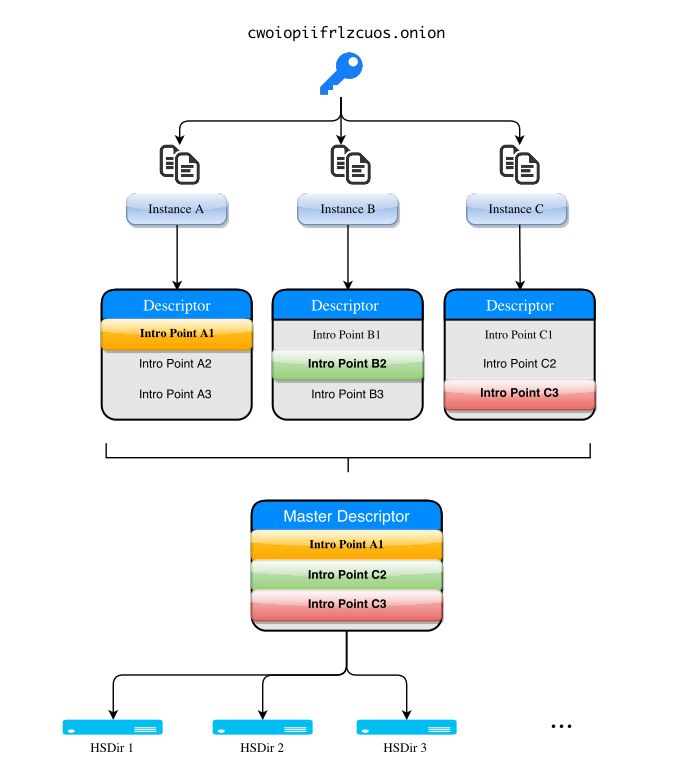 cwoiopiifrlzcuos.onion
Instance A
Instance B
Instance C
Descriptor
Descriptor
Descriptor
Intro Point A1
Intro Point B1
Intro Point C1
Intro Point A2
Intro Point B2
Intro Point C2
Intro Point A3
Intro Point B3
Intro Point C3
Master Descriptor
Intro Point A1
Intro Point C2
Intro Point C3
...
HSDir 1
HSDir 2
HSDir 3